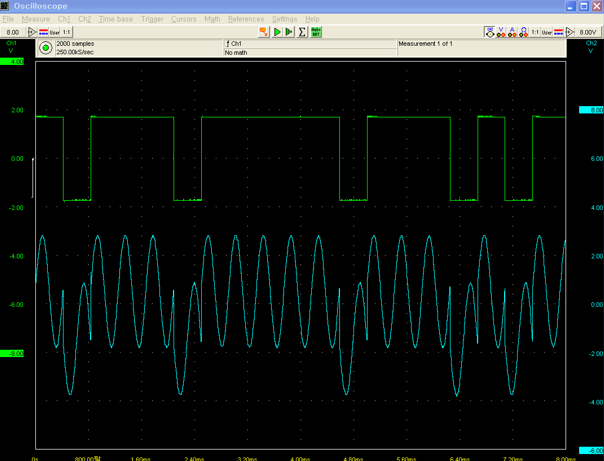 Oscilloscope
File Measure Ch1 Ch2 Time base Trigger Cursors Math References Settings Help
8.00 User 1:1 Auto SET V A Ω 1:1 User 8.00V
Ch1 2000 samples ƒ Ch1 Measurement 1 of 1 Ch2
V 250.00kS/sec No math V
4.00
2.00 8.00
0.00 6.00
-2.00 4.00
-4.00 2.00
-6.00 0.00
-8.00 -2.00
-4.00
-6.00
0s 1.60ms 2.40ms 3.20ms 4.00ms 4.80ms 5.60ms 6.40ms 7.20ms 8.00ms